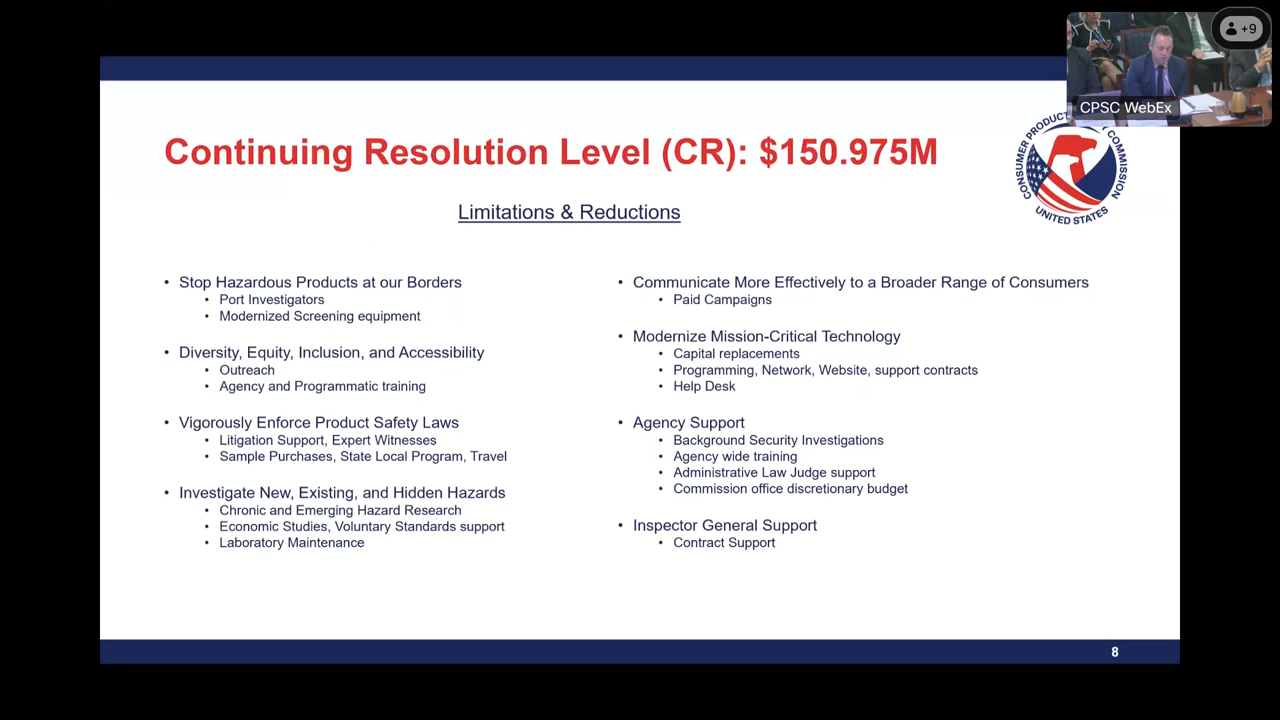 +9
CPSC WebEx
Continuing Resolution Level (CR): $150.975M
CONSUMER PRODUCT COMMISSION
UNITED STATES
Limitations & Reductions
• Stop Hazardous Products at our Borders
• Port Investigators
• Modernized Screening equipment
• Diversity, Equity, Inclusion, and Accessibility
• Outreach
• Agency and Programmatic training
• Vigorously Enforce Product Safety Laws
• Litigation Support, Expert Witnesses
• Sample Purchases, State Local Program, Travel
• Investigate New, Existing, and Hidden Hazards
• Chronic and Emerging Hazard Research
• Economic Studies, Voluntary Standards support
• Laboratory Maintenance
• Communicate More Effectively to a Broader Range of Consumers
• Paid Campaigns
• Modernize Mission-Critical Technology
• Capital replacements
• Programming, Network, Website, support contracts
• Help Desk
• Agency Support
• Background Security Investigations
• Agency wide training
• Administrative Law Judge support
• Commission office discretionary budget
• Inspector General Support
• Contract Support
8